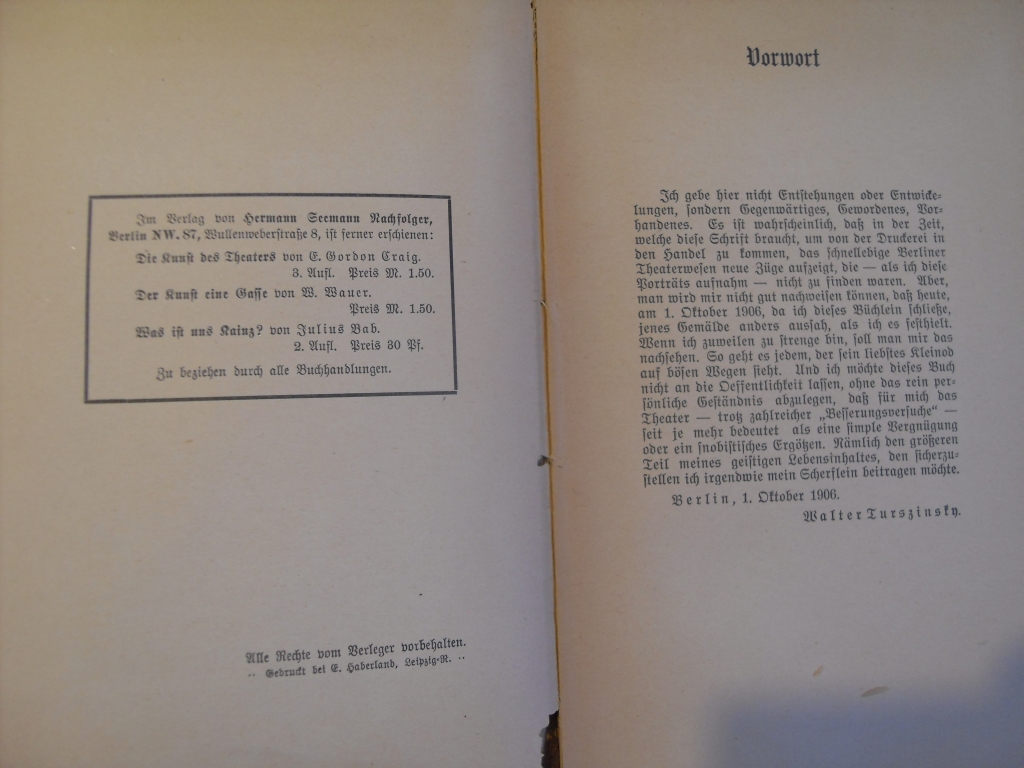 Im Verlag von Hermann Seemann Nachfolger,
Berlin NW. 87, Wullenweberstraße 8, ist ferner erschienen:
Die Kunst des Theaters von E. Gordon Craig.
3. Aufl. Preis M. 1.50.
Der Kunst eine Gasse von W. Wauer.
Preis M. 1.50.
Was ist uns Kainz? von Julius Bab.
2. Aufl. Preis 30 Pf.
Zu beziehen durch alle Buchhandlungen.
Alle Rechte vom Verleger vorbehalten.
·· Gedruckt bei E. Haberland, Leipzig-R. ··
Vorwort
Ich gebe hier nicht Entstehungen oder Entwicke-
lungen, sondern Gegenwärtiges, Gewordenes, Vor-
handenes. Es ist wahrscheinlich, daß in der Zeit,
welche diese Schrift braucht, um von der Druckerei in
den Handel zu kommen, das schnellebige Berliner
Theaterwesen neue Züge aufzeigt, die — als ich diese
Porträts aufnahm — nicht zu finden waren. Aber,
man wird mir nicht gut nachweisen können, daß heute,
am 1. Oktober 1906, da ich dieses Büchlein schließe,
jenes Gemälde anders aussah, als ich es festhielt.
Wenn ich zuweilen zu strenge bin, soll man mir das
nachsehen. So geht es jedem, der sein liebstes Kleinod
auf bösen Wegen sieht. Und ich möchte dieses Buch
nicht an die Oeffentlichkeit lassen, ohne das rein per-
sönliche Geständnis abzulegen, daß für mich das
Theater — trotz zahlreicher „Besserungsversuche“ —
seit je mehr bedeutet als eine simple Vergnügung
oder ein snobistisches Ergötzen. Nämlich den größeren
Teil meines geistigen Lebensinhaltes, den sicherzu-
stellen ich irgendwie mein Scherflein beitragen möchte.
Berlin, 1. Oktober 1906.
Walter Turszinsky.